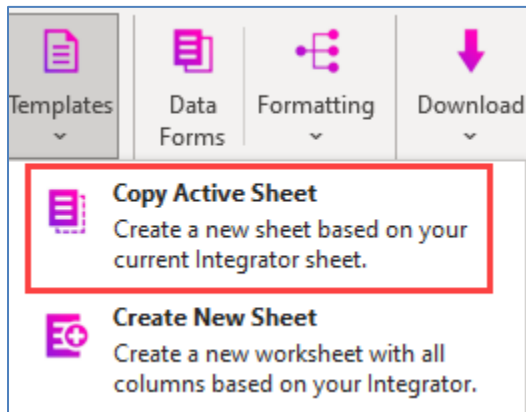 Templates
Data
Forms
Formatting
Download
Copy Active Sheet
Create a new sheet based on your
current Integrator sheet.
Create New Sheet
Create a new worksheet with all
columns based on your Integrator.